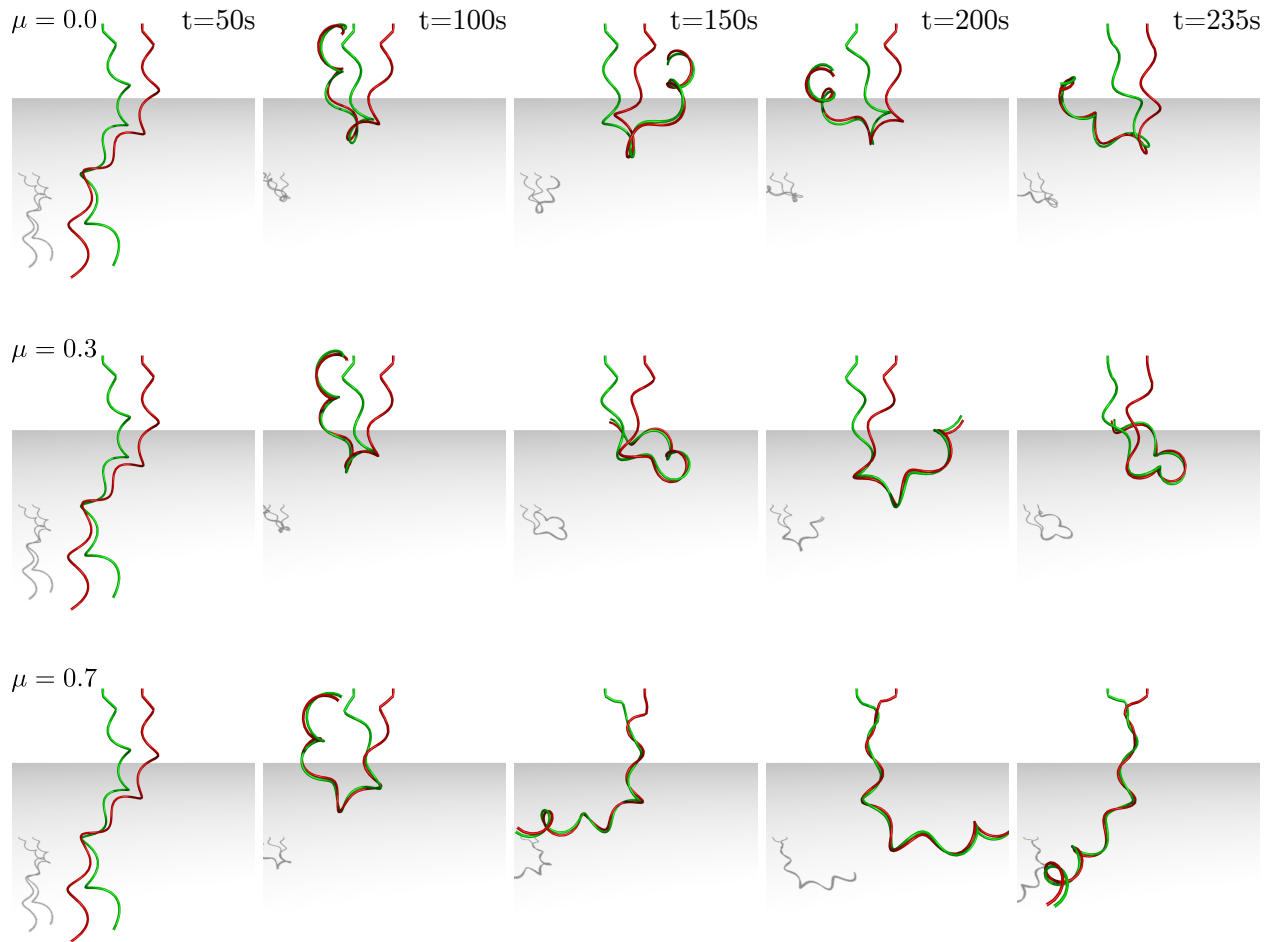 μ = 0.0 t=50s t=100s t=150s t=200s t=235s
μ = 0.3
μ = 0.7